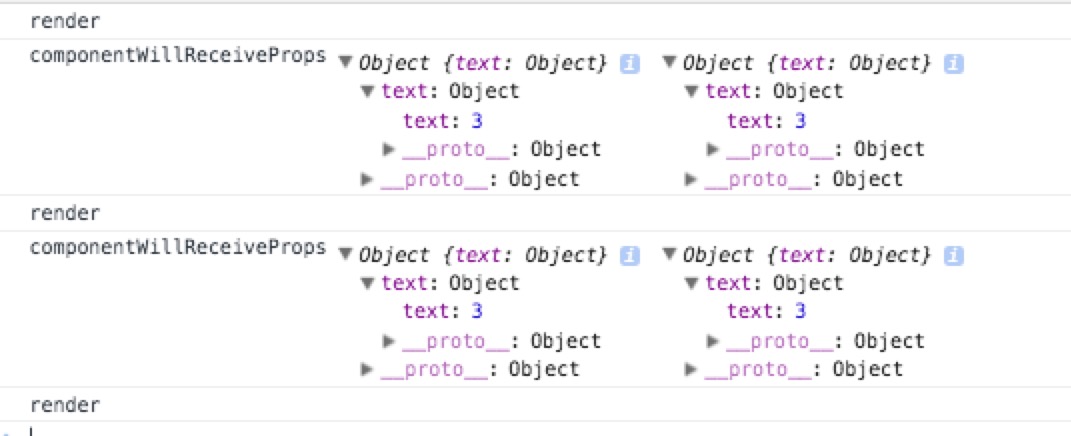 render
componentWillReceiveProps ▼Object {text: Object} i ▼Object {text: Object} i
▼text: Object ▼text: Object
text: 3 text: 3
▶__proto__: Object ▶__proto__: Object
▶__proto__: Object ▶__proto__: Object
render
componentWillReceiveProps ▼Object {text: Object} i ▼Object {text: Object} i
▼text: Object ▼text: Object
text: 3 text: 3
▶__proto__: Object ▶__proto__: Object
▶__proto__: Object ▶__proto__: Object
render